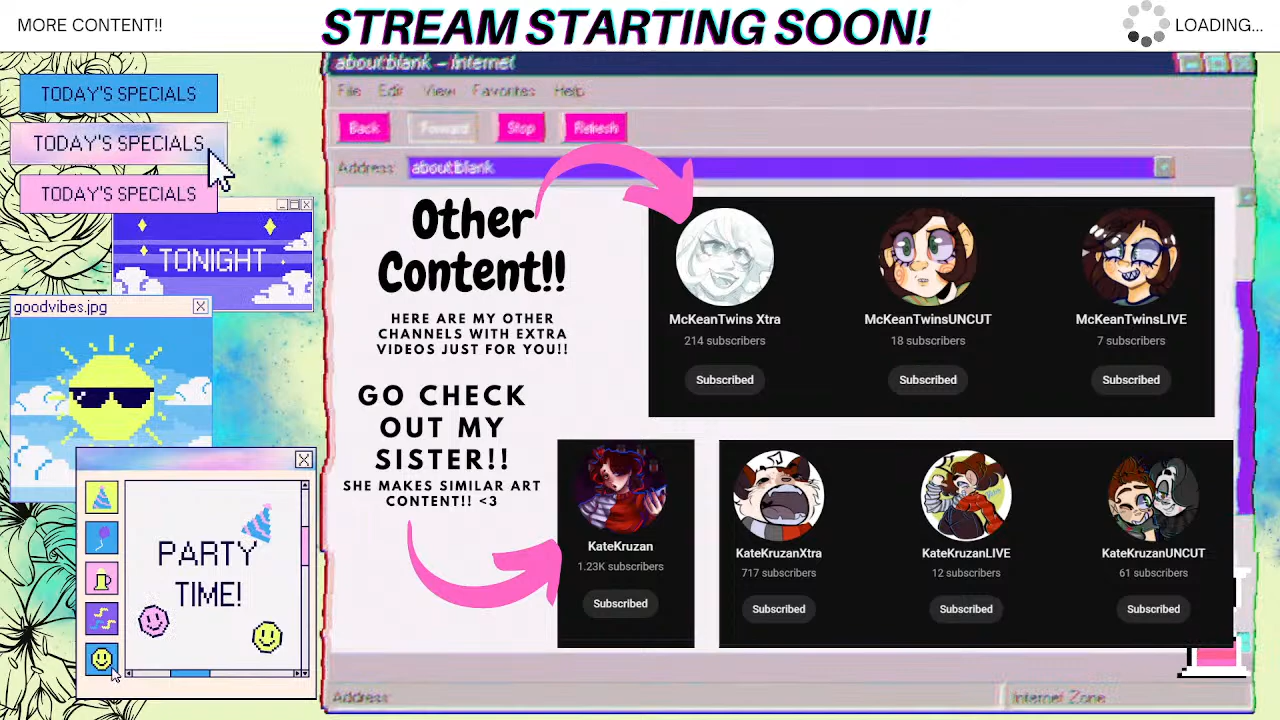 MORE CONTENT!!
STREAM STARTING SOON!
LOADING...
TODAY'S SPECIALS
TODAY'S SPECIALS
TODAY'S SPECIALS
TONIGHT
goodvibes.jpg
PARTY
TIME!
about:blank – Internet
File Edit View Favorites Help
Back Forward Stop Refresh
Address: about:blank
Other
Content!!
HERE ARE MY OTHER
CHANNELS WITH EXTRA
VIDEOS JUST FOR YOU!!
McKeanTwins Xtra McKeanTwinsUNCUT McKeanTwinsLIVE
214 subscribers 18 subscribers 7 subscribers
Subscribed Subscribed Subscribed
GO CHECK
OUT MY
SISTER!!
SHE MAKES SIMILAR ART
CONTENT!! <3
KateKruzan
1.23K subscribers
Subscribed
KateKruzanXtra KateKruzanLIVE KateKruzanUNCUT
717 subscribers 12 subscribers 61 subscribers
Subscribed Subscribed Subscribed
Address: Internet Zone